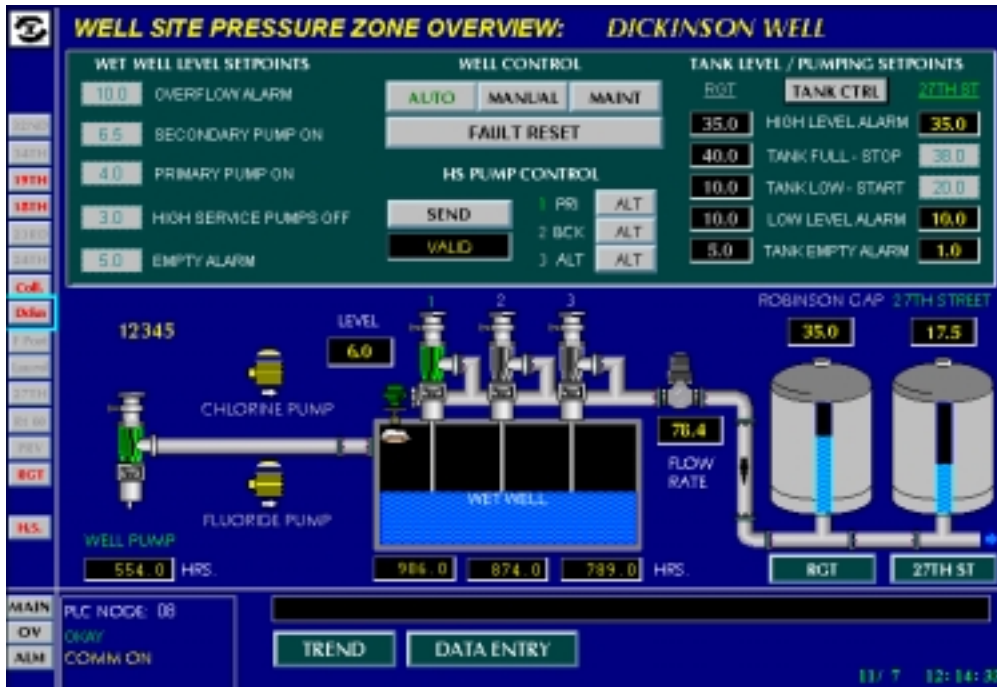 WELL SITE PRESSURE ZONE OVERVIEW: DICKINSON WELL
WET WELL LEVEL SETPOINTS
10.0 OVERFLOW ALARM
6.5 SECONDARY PUMP ON
4.0 PRIMARY PUMP ON
3.0 HIGH SERVICE PUMPS OFF
5.0 EMPTY ALARM
WELL CONTROL
AUTO MANUAL MAINT
FAULT RESET
HS PUMP CONTROL
SEND
VALID
1 PRI ALT
2 BCK ALT
3 ALT ALT
TANK LEVEL / PUMPING SETPOINTS
RGT TANK CTRL 27TH ST
35.0 HIGH LEVEL ALARM 35.0
40.0 TANK FULL - STOP 38.0
10.0 TANK LOW - START 20.0
10.0 LOW LEVEL ALARM 10.0
5.0 TANK EMPTY ALARM 1.0
32ND
34TH
19TH
18TH
23RD
24TH
Coll.
Dckn
27TH
PRV
RGT
H.S.
12345
LEVEL
6.0
1 2 3
ROBINSON GAP 27TH STREET
35.0 17.5
CHLORINE PUMP
78.4
FLOW
RATE
WET WELL
FLUORIDE PUMP
WELL PUMP
554.0 HRS.
986.0 874.0 789.0 HRS.
RGT 27TH ST
MAIN
OV
ALM
PLC NODE: 08
OKAY
COMM ON
TREND DATA ENTRY
11/ 7 12:14: